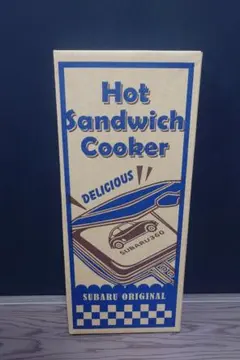 Hot
Sandwich
Cooker
DELICIOUS
SUBARU 360
SUBARU ORIGINAL